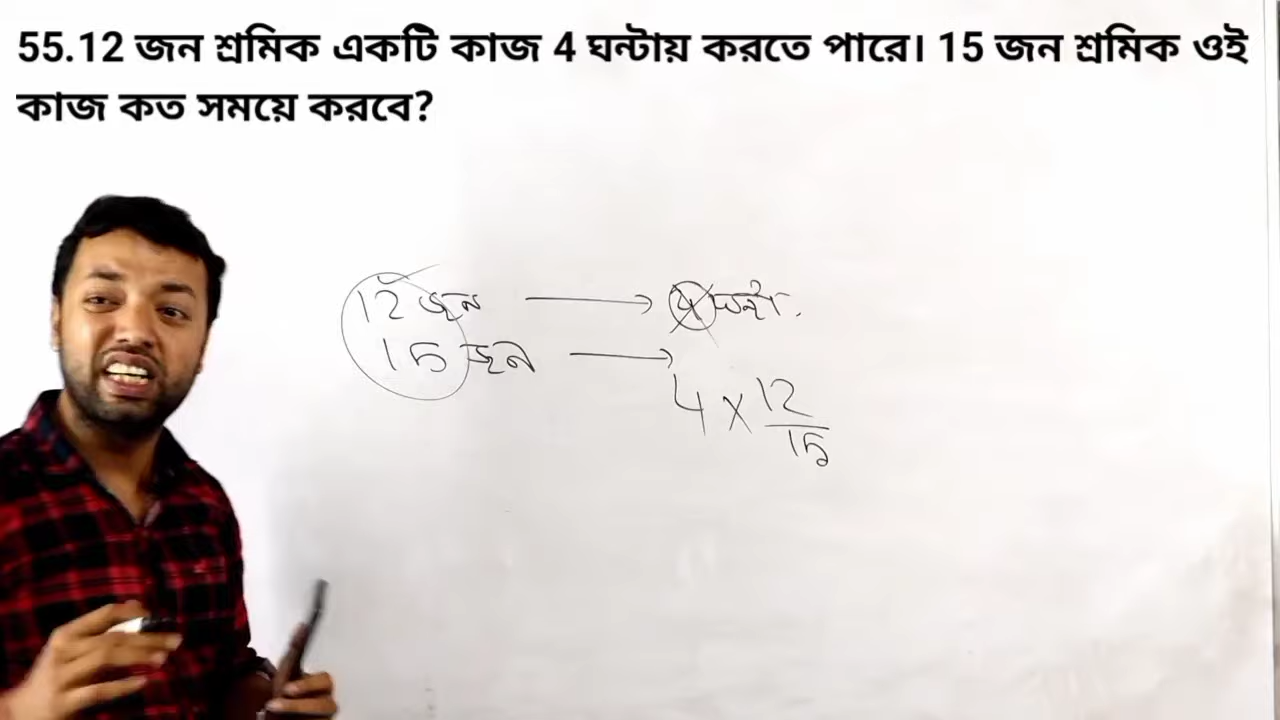 55.12 জন শ্রমিক একটি কাজ 4 ঘন্টায় করতে পারে। 15 জন শ্রমিক ওই
কাজ কত সময়ে করবে?
12 জন → 4 ঘন্টা
15 জন →
4 × 12/15